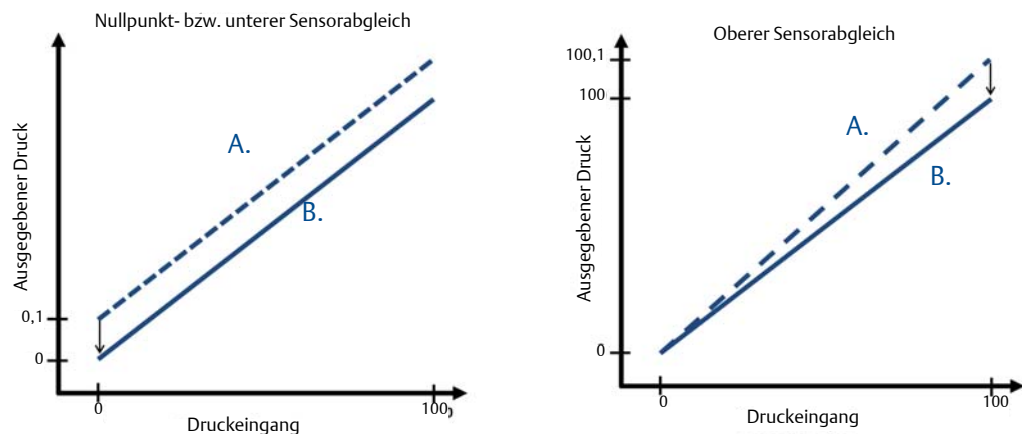 Nullpunkt- bzw. unterer Sensorabgleich
Ausgegebener Druck
A.
B.
0,1
0
0
100
Druckeingang
Oberer Sensorabgleich
Ausgegebener Druck
100,1
100
A.
B.
0
0
100
Druckeingang